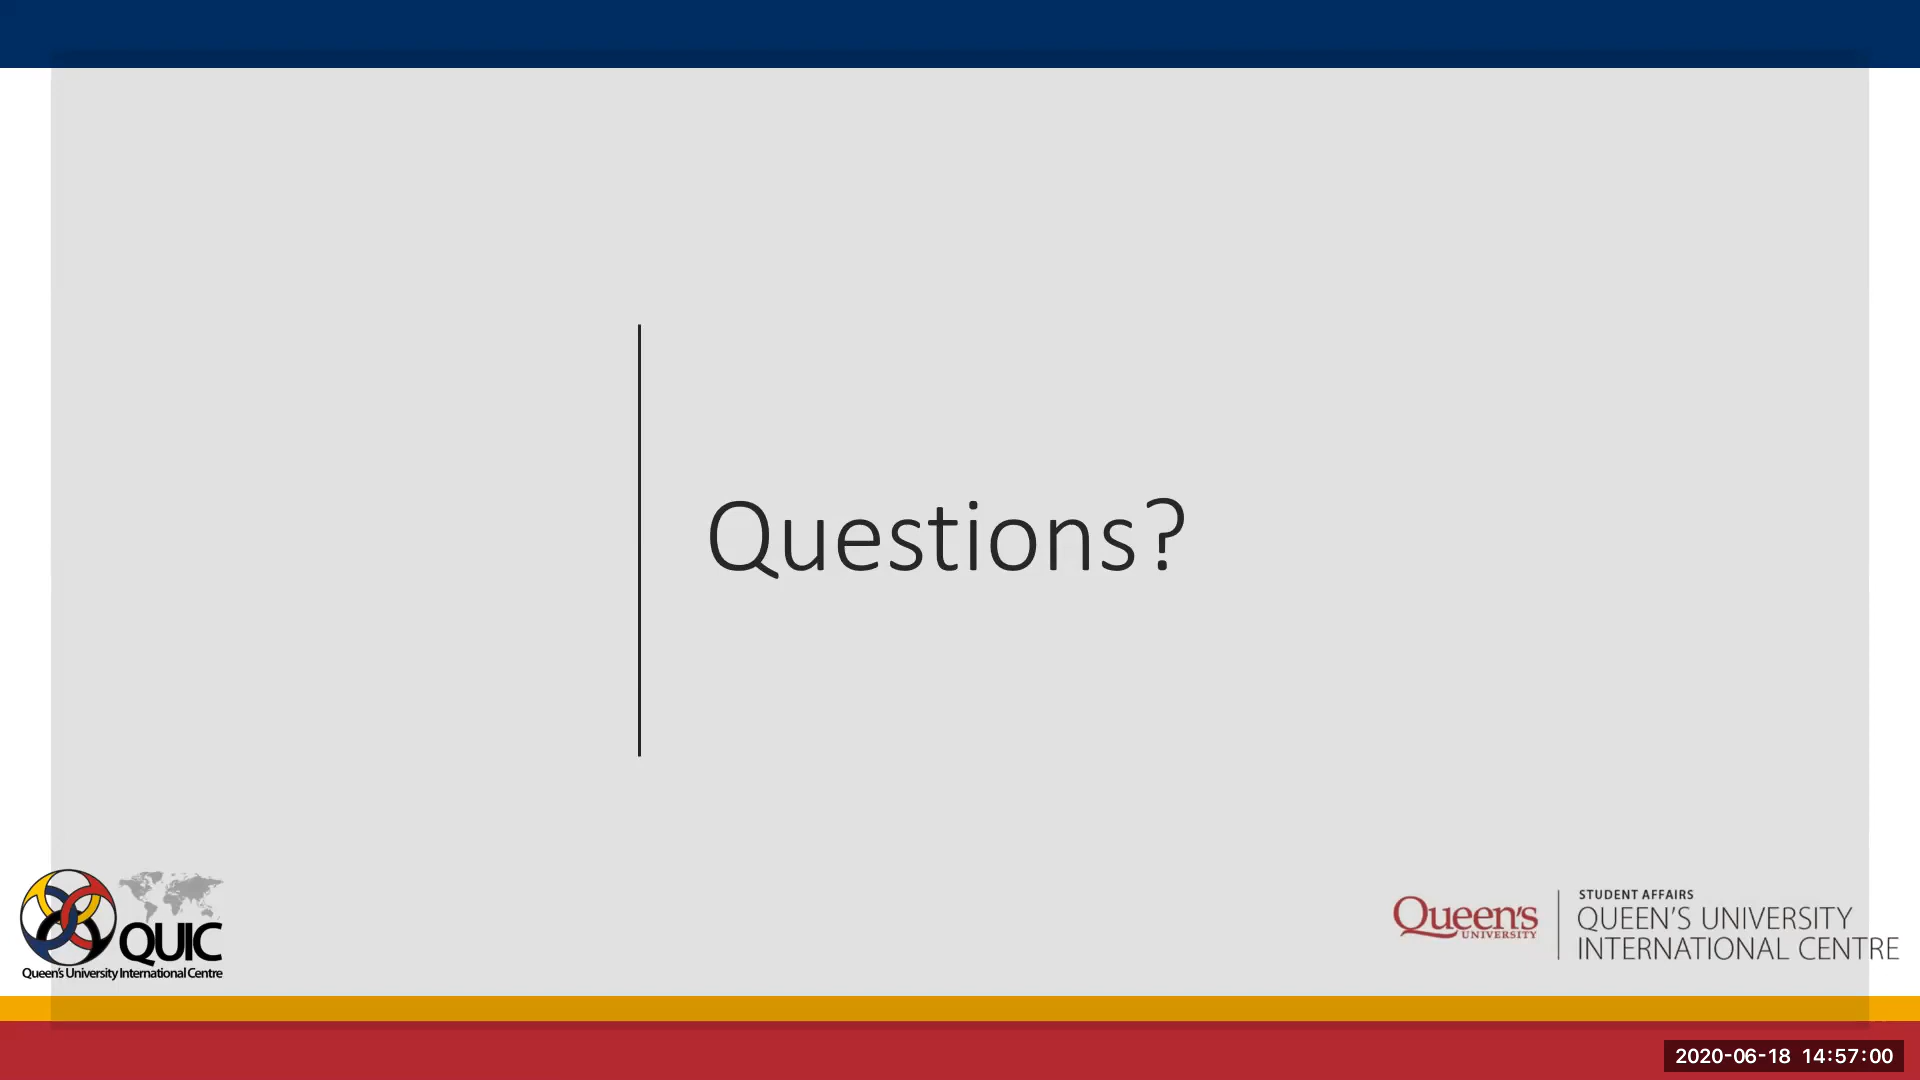 Questions?
QUIC
Queen's University International Centre
Queen's
UNIVERSITY
STUDENT AFFAIRS
QUEEN'S UNIVERSITY
INTERNATIONAL CENTRE
2020-06-18 14:57:00